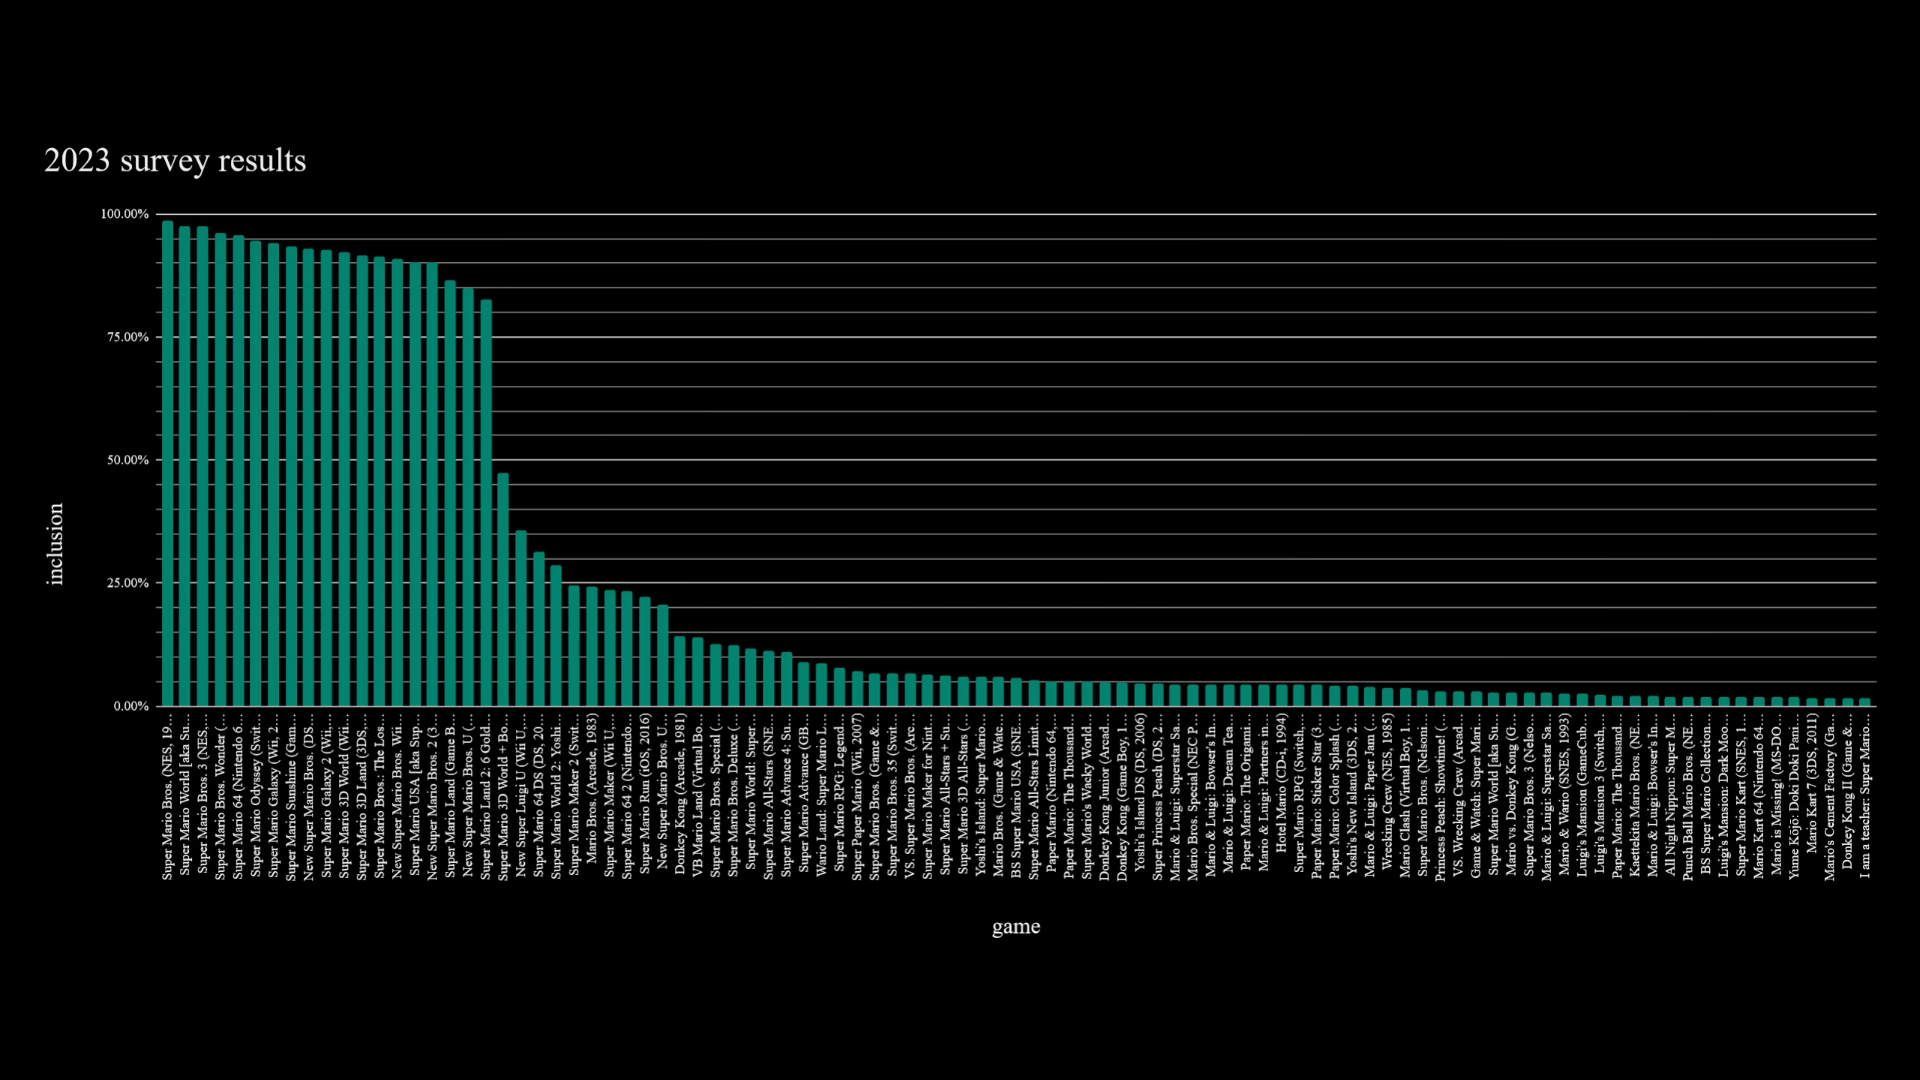 2023 survey results
100.00%
75.00%
50.00%
25.00%
0.00%
inclusion
Super Mario Bros. (NES, 19...
Super Mario World [aka Su...
Super Mario Bros. 3 (NES,...
Super Mario Bros. Wonder (...
Super Mario 64 (Nintendo 6...
Super Mario Odyssey (Swit...
Super Mario Galaxy (Wii, 2...
Super Mario Sunshine (Gam...
New Super Mario Bros. (DS...
Super Mario Galaxy 2 (Wii,...
Super Mario 3D World (Wii...
Super Mario 3D Land (3DS,...
Super Mario Bros.: The Los...
New Super Mario Bros. Wii...
Super Mario USA [aka Sup...
New Super Mario Bros. 2 (3...
Super Mario Land (Game B...
New Super Mario Bros. U (...
Super Mario Land 2: 6 Gold...
Super Mario 3D World + Bo...
New Super Luigi U (Wii U,...
Super Mario 64 DS (DS, 20...
Super Mario World 2: Yoshi...
Super Mario Maker 2 (Swit...
Mario Bros. (Arcade, 1983)
Super Mario Maker (Wii U,...
Super Mario 64 2 (Nintendo...
Super Mario Run (iOS, 2016)
New Super Mario Bros. U...
Donkey Kong (Arcade, 1981)
VB Mario Land (Virtual Bo...
Super Mario Bros. Special (...
Super Mario Bros. Deluxe (...
Super Mario World: Super...
Super Mario All-Stars (SNE...
Super Mario Advance 4: Su...
Super Mario Advance (GB...
Wario Land: Super Mario L...
Super Mario RPG: Legend...
Super Paper Mario (Wii, 2007)
Super Mario Bros. (Game &...
Super Mario Bros. 35 (Swit...
VS. Super Mario Bros. (Arc...
Super Mario Maker for Nint...
Super Mario All-Stars + Su...
Super Mario 3D All-Stars (...
Yoshi's Island: Super Mario...
Mario Bros. (Game & Watc...
BS Super Mario USA (SNE...
Super Mario All-Stars Limit...
Paper Mario (Nintendo 64,...
Paper Mario: The Thousand...
Super Mario's Wacky World...
Donkey Kong Junior (Arcad...
Donkey Kong (Game Boy, 1...
Yoshi's Island DS (DS, 2006)
Super Princess Peach (DS, 2...
Mario & Luigi: Superstar Sa...
Mario Bros. Special (NEC P...
Mario & Luigi: Bowser's In...
Mario & Luigi: Dream Tea...
Paper Mario: The Origami...
Mario & Luigi: Partners in...
Hotel Mario (CD-i, 1994)
Super Mario RPG (Switch,...
Paper Mario: Sticker Star (3...
Paper Mario: Color Splash (...
Yoshi's New Island (3DS, 2...
Mario & Luigi: Paper Jam (...
Wrecking Crew (NES, 1985)
Mario Clash (Virtual Boy, 1...
Super Mario Bros. (Nelsoni...
Princess Peach: Showtime! (...
VS. Wrecking Crew (Arcad...
Game & Watch: Super Mari...
Super Mario World [aka Su...
Mario vs. Donkey Kong (G...
Super Mario Bros. 3 (Nelso...
Mario & Luigi: Superstar Sa...
Mario & Wario (SNES, 1993)
Luigi's Mansion (GameCub...
Luigi's Mansion 3 (Switch,...
Paper Mario: The Thousand...
Kaettekita Mario Bros. (NE...
Mario & Luigi: Bowser's In...
All Night Nippon: Super M...
Punch Ball Mario Bros. (NE...
BS Super Mario Collection...
Luigi's Mansion: Dark Moo...
Super Mario Kart (SNES, 1...
Mario Kart 64 (Nintendo 64...
Mario is Missing! (MS-DO...
Yume Kōjō: Doki Doki Pani...
Mario Kart 7 (3DS, 2011)
Mario's Cement Factory (Ga...
Donkey Kong II (Game &...
I am a teacher: Super Mario...
game